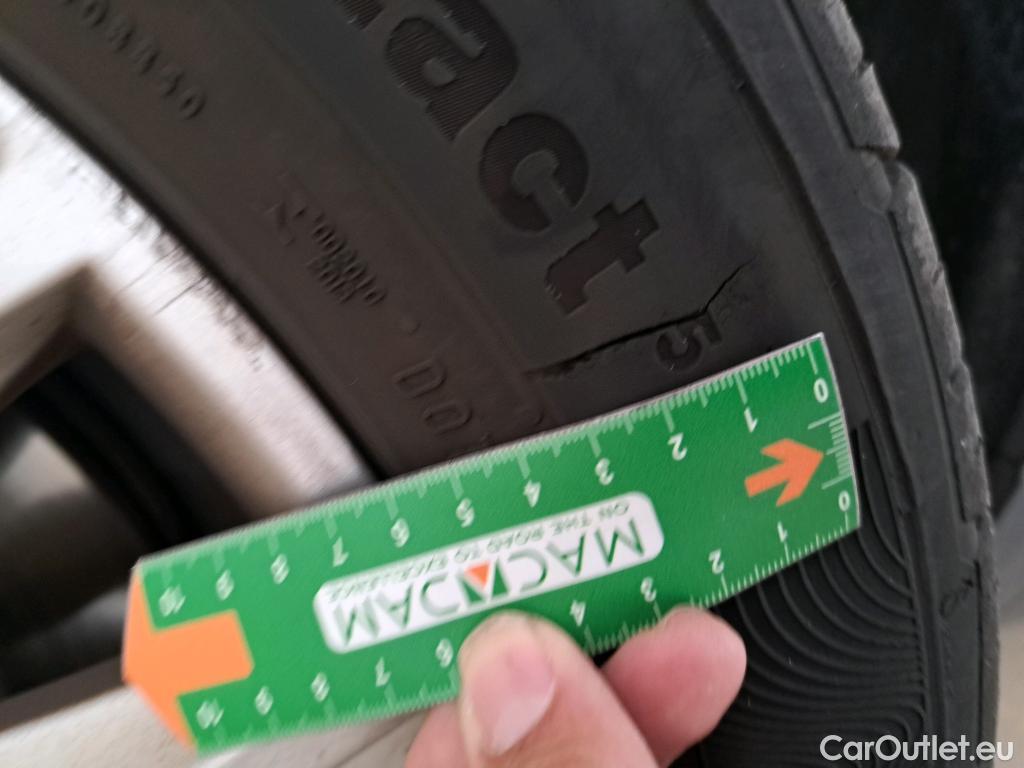 act
5
DO
0 1 2 3 4 5 6 7 8 9 10
MACADAM
ON THE ROAD TO EXCELLENCE
0 1 2 3 4 6 7 8 9 10
CarOutlet.eu